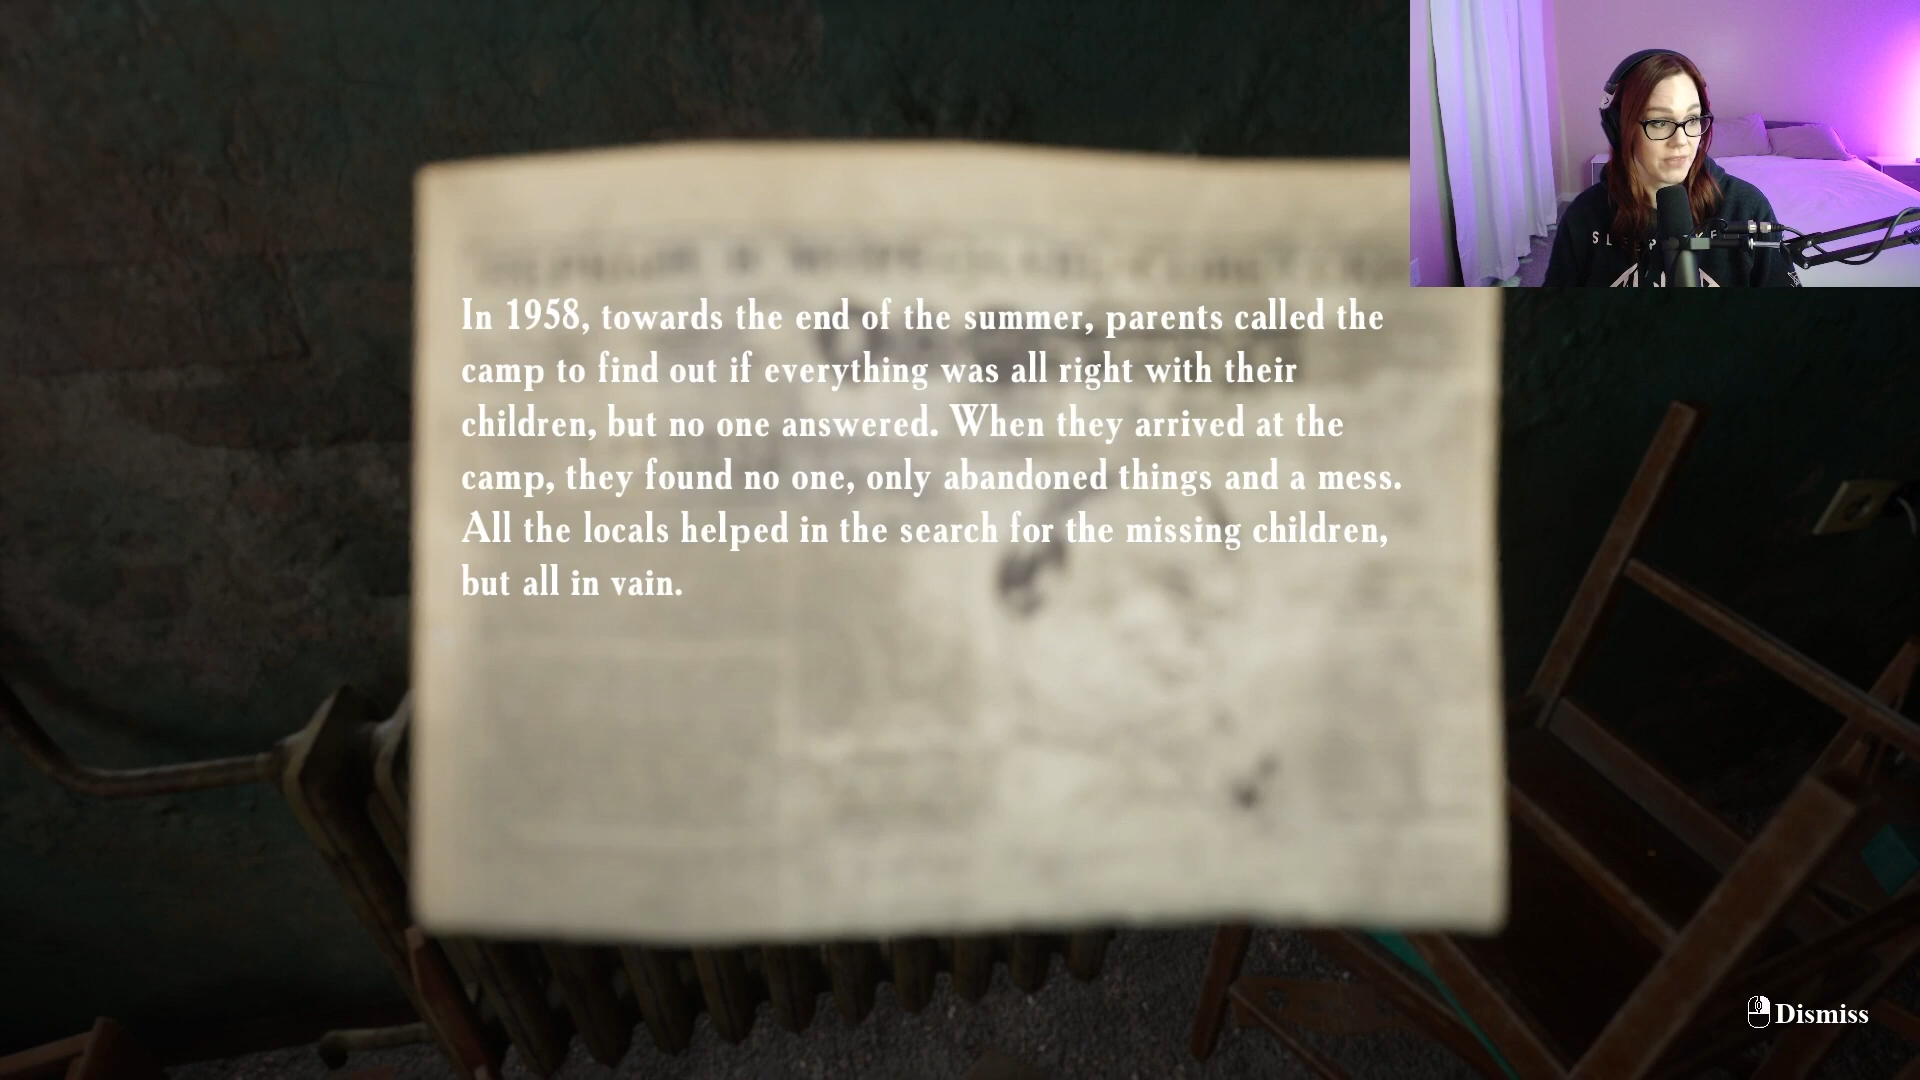 In 1958, towards the end of the summer, parents called the
camp to find out if everything was all right with their
children, but no one answered. When they arrived at the
camp, they found no one, only abandoned things and a mess.
All the locals helped in the search for the missing children,
but all in vain.
Dismiss